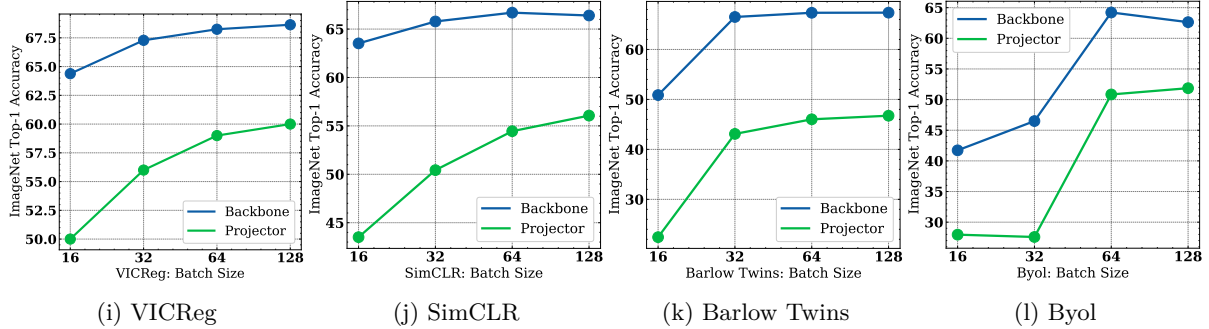 ImageNet Top-1 Accuracy
67.5
65.0
62.5
60.0
57.5
55.0
52.5
50.0
Backbone
Projector
16 32 64 128
VICReg: Batch Size
(i) VICReg
ImageNet Top-1 Accuracy
65
60
55
50
45
Backbone
Projector
16 32 64 128
SimCLR: Batch Size
(j) SimCLR
ImageNet Top-1 Accuracy
60
50
40
30
Backbone
Projector
16 32 64 128
Barlow Twins: Batch Size
(k) Barlow Twins
ImageNet Top-1 Accuracy
65
60
55
50
45
40
35
30
Backbone
Projector
16 32 64 128
Byol: Batch Size
(l) Byol